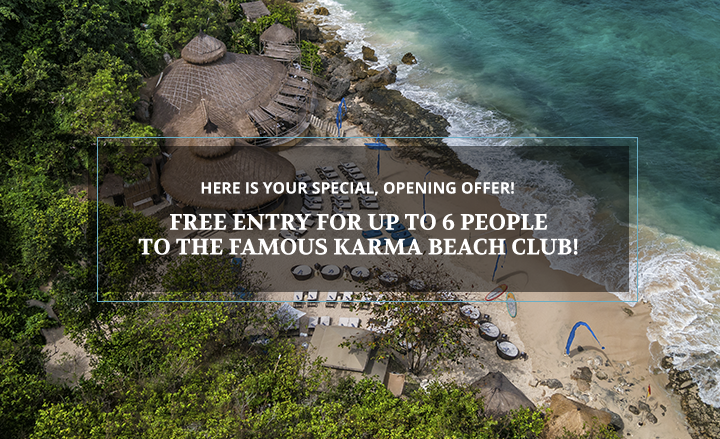 HERE IS YOUR SPECIAL, OPENING OFFER!
FREE ENTRY FOR UP TO 6 PEOPLE
TO THE FAMOUS KARMA BEACH CLUB!